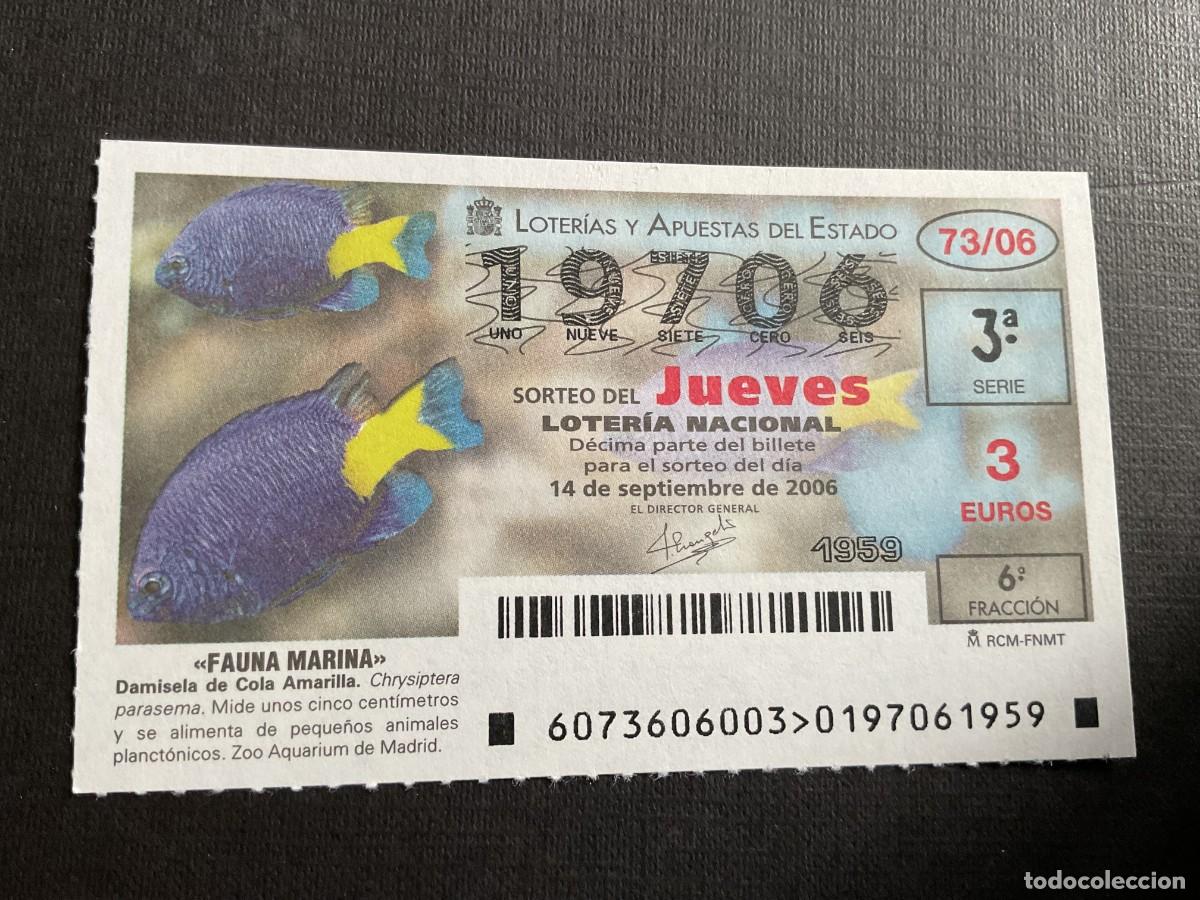 LOTERÍAS Y APUESTAS DEL ESTADO
73/06
19706
UNO NUEVE SIETE CERO SEIS
3ª
SERIE
SORTEO DEL Jueves
LOTERÍA NACIONAL
Décima parte del billete
para el sorteo del día
14 de septiembre de 2006
EL DIRECTOR GENERAL
3
EUROS
1959
6ª
FRACCIÓN
RCM-FNMT
«FAUNA MARINA»
Damisela de Cola Amarilla. Chrysiptera
parasema. Mide unos cinco centímetros
y se alimenta de pequeños animales
planctónicos. Zoo Aquarium de Madrid.
6073606003>0197061959
todocoleccion